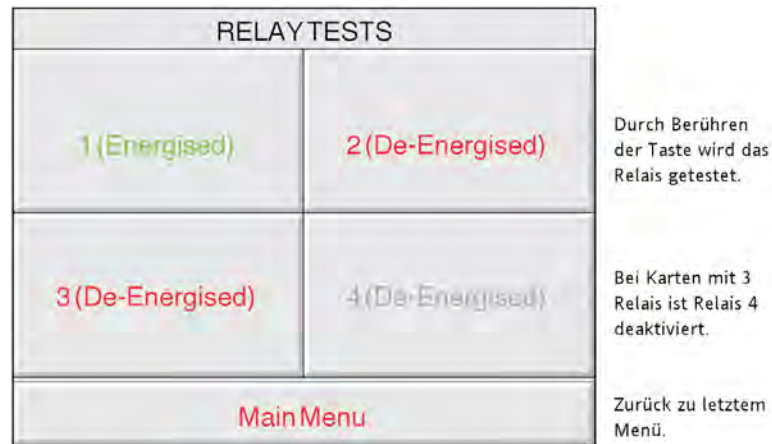 RELAY TESTS
1 (Energised)
2 (De-Energised)
Durch Berühren
der Taste wird das
Relais getestet.
3 (De-Energised)
4 (De-Energised)
Bei Karten mit 3
Relais ist Relais 4
deaktiviert.
Main Menu
Zurück zu letztem
Menü.